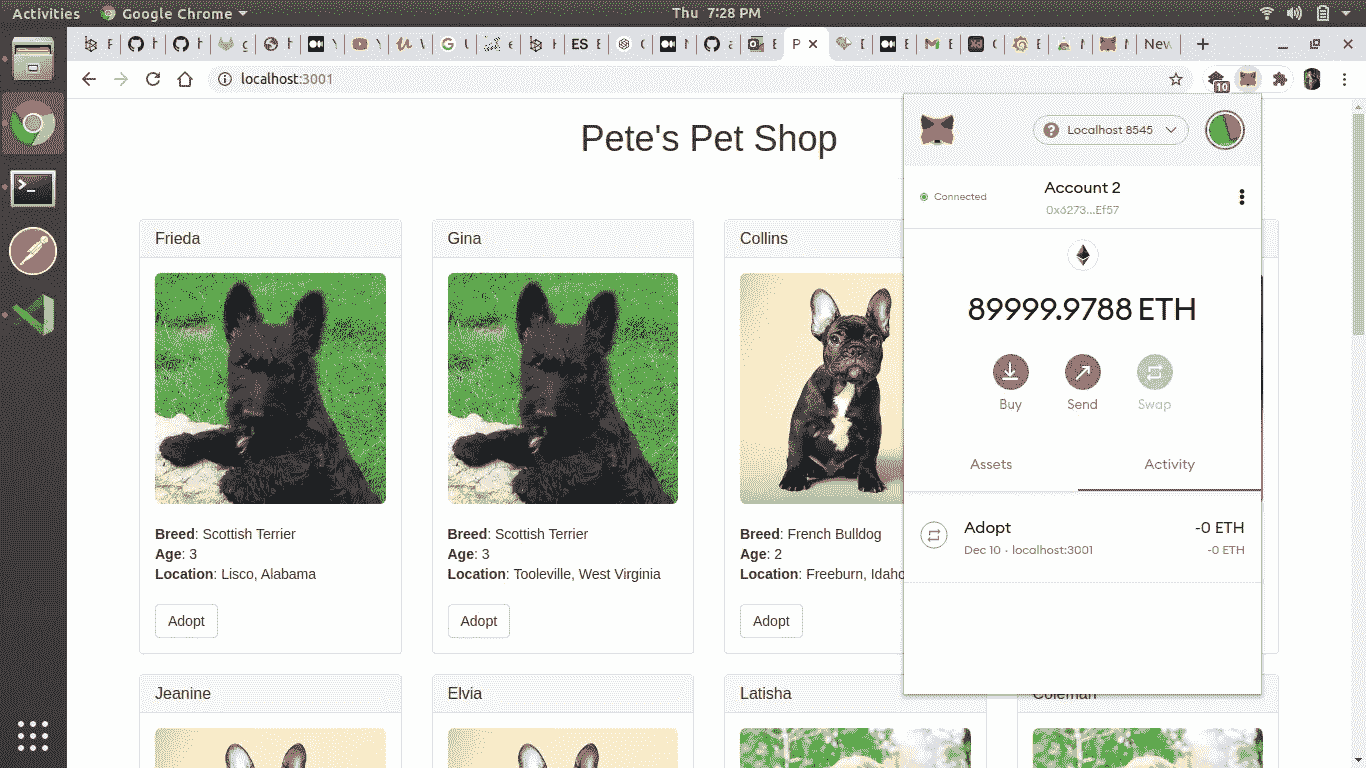 Activities Google Chrome Thu 7:28 PM
New
localhost:3001
10
Pete's Pet Shop
Localhost 8545
Connected
Account 2
0x6273...Ef57
89999.9788 ETH
Buy Send Swap
Assets Activity
Adopt -0 ETH
Dec 10 · localhost:3001 -0 ETH
Frieda
Breed: Scottish Terrier
Age: 3
Location: Lisco, Alabama
Adopt
Gina
Breed: Scottish Terrier
Age: 3
Location: Tooleville, West Virginia
Adopt
Collins
Breed: French Bulldog
Age: 2
Location: Freeburn, Idaho
Adopt
Jeanine
Elvia
Latisha
Coleman